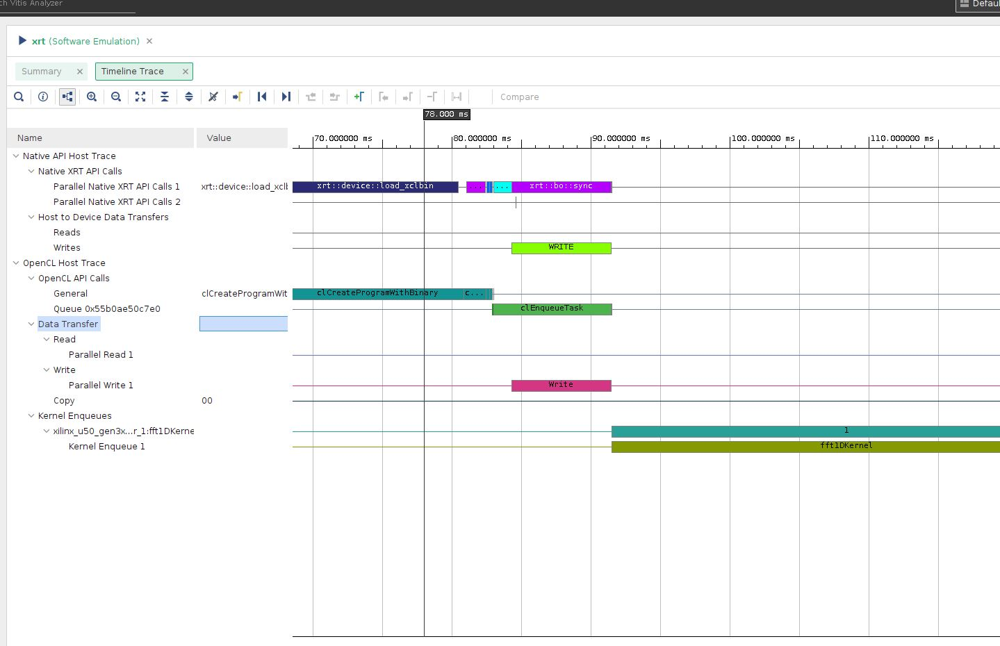 ch Vitis Analyzer
Defau
xrt (Software Emulation) ×
Summary × Timeline Trace ×
Compare
78.000 ms
Name Value 70.000000 ms 80.000000 ms 90.000000 ms 100.000000 ms 110.000000 ms
Native API Host Trace
Native XRT API Calls
Parallel Native XRT API Calls 1 xrt::device::load_xclb xrt::device::load_xclbin ... ... xrt::bo::sync
Parallel Native XRT API Calls 2
Host to Device Data Transfers
Reads
Writes WRITE
OpenCL Host Trace
OpenCL API Calls
General clCreateProgramWit clCreateProgramWithBinary c...
Queue 0x55b0ae50c7e0 clEnqueueTask
Data Transfer
Read
Parallel Read 1
Write
Parallel Write 1 Write
Copy 00
Kernel Enqueues
xilinx_u50_gen3x...r_1:fft1DKerne 1
Kernel Enqueue 1 fft1DKernel